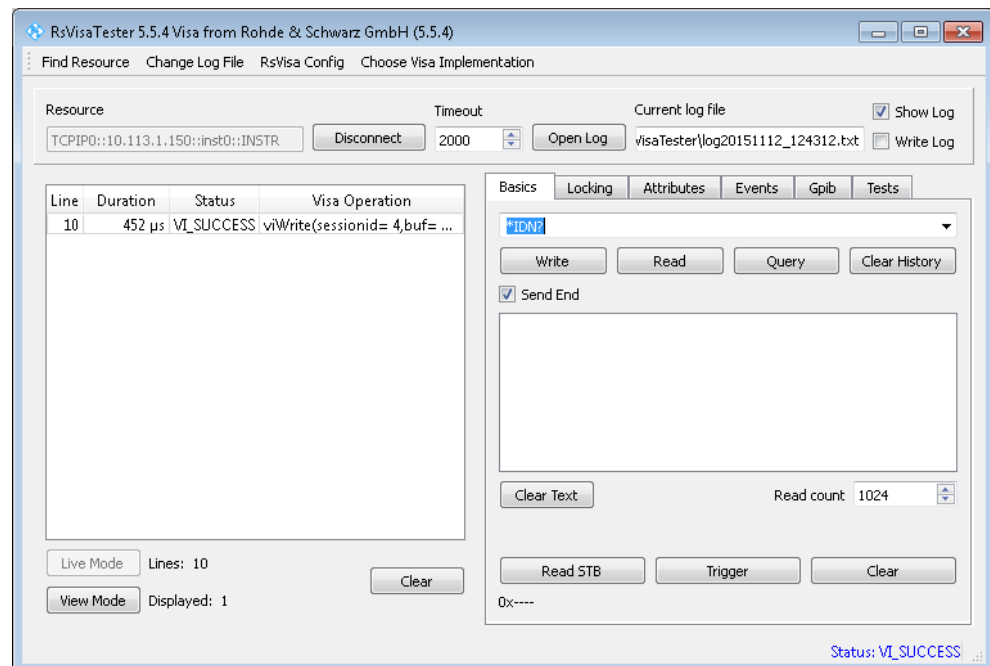 RsVisaTester 5.5.4 Visa from Rohde & Schwarz GmbH (5.5.4)
Find Resource Change Log File RsVisa Config Choose Visa Implementation
Resource Timeout Current log file Show Log
TCPIP0::10.113.1.150::inst0::INSTR Disconnect 2000 Open Log VisaTester\log20151112_124312.txt Write Log
Basics Locking Attributes Events Gpib Tests
Line Duration Status Visa Operation
10 452 µs VI_SUCCESS viWrite(sessionid= 4,buf= ...
*IDN?
Write Read Query Clear History
Send End
Clear Text Read count 1024
Live Mode Lines: 10
Clear
View Mode Displayed: 1
Read STB Trigger Clear
0x----
Status: VI_SUCCESS